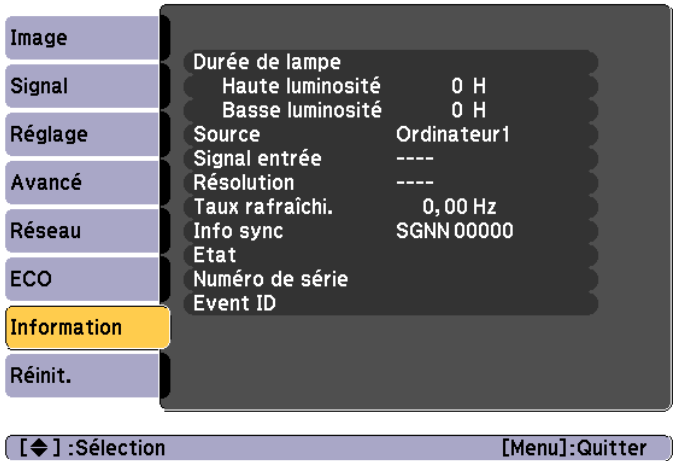 Image
Signal
Réglage
Avancé
Réseau
ECO
Information
Réinit.
Durée de lampe
Haute luminosité 0 H
Basse luminosité 0 H
Source Ordinateur1
Signal entrée ----
Résolution ----
Taux rafraîchi. 0,00 Hz
Info sync SGNN 00000
Etat
Numéro de série
Event ID
[◆] :Sélection [Menu]:Quitter